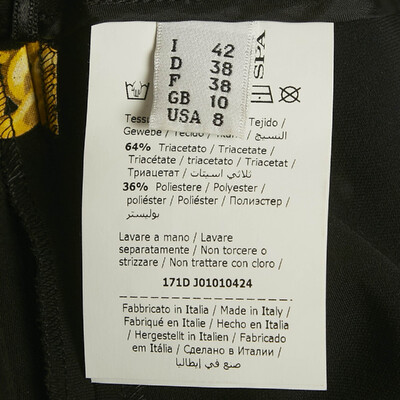 I 42
D 38
F 38
GB 10
USA 8
SPA
Tejido /
Gewebe / Tecido / النسيج /
64% Triacetato / Triacetate /
Triacétate / triacetato / Triacetat /
Триацетат / ثلاثي اسيتات /
36% Poliestere / Polyester /
poliéster / Poliéster / Полиэстер /
بوليستر
Lavare a mano / Lavare
separatamente / Non torcere o
strizzare / Non trattare con cloro /
171D J01010424
Fabbricato in Italia / Made in Italy /
Fabriqué en Italie / Hecho en Italia
/ Hergestellt in Italien / Fabricado
em Itália / Сделано в Италии /
صنع في إيطاليا